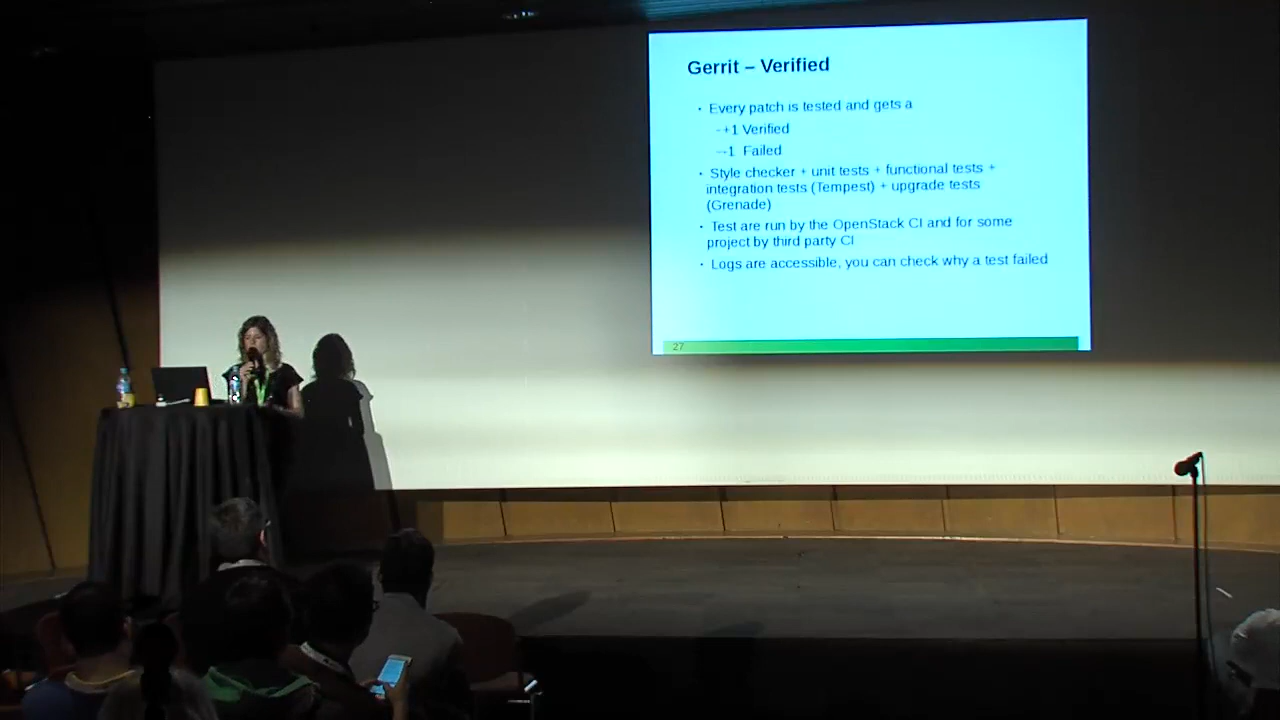 Gerrit – Verified
· Every patch is tested and gets a
–+1 Verified
–-1 Failed
· Style checker + unit tests + functional tests +
integration tests (Tempest) + upgrade tests
(Grenade)
· Test are run by the OpenStack CI and for some
project by third party CI
· Logs are accessible, you can check why a test failed
27